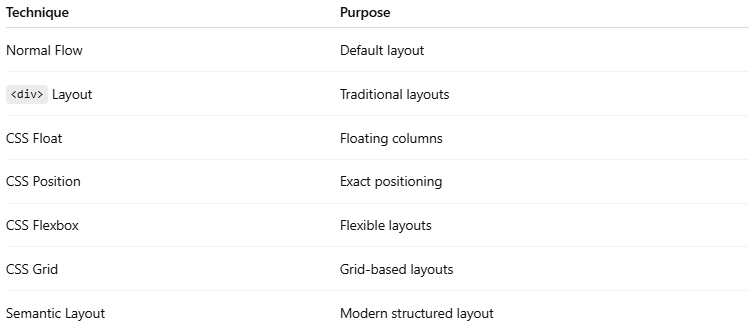 Technique Purpose
Normal Flow Default layout
<div> Layout Traditional layouts
CSS Float Floating columns
CSS Position Exact positioning
CSS Flexbox Flexible layouts
CSS Grid Grid-based layouts
Semantic Layout Modern structured layout